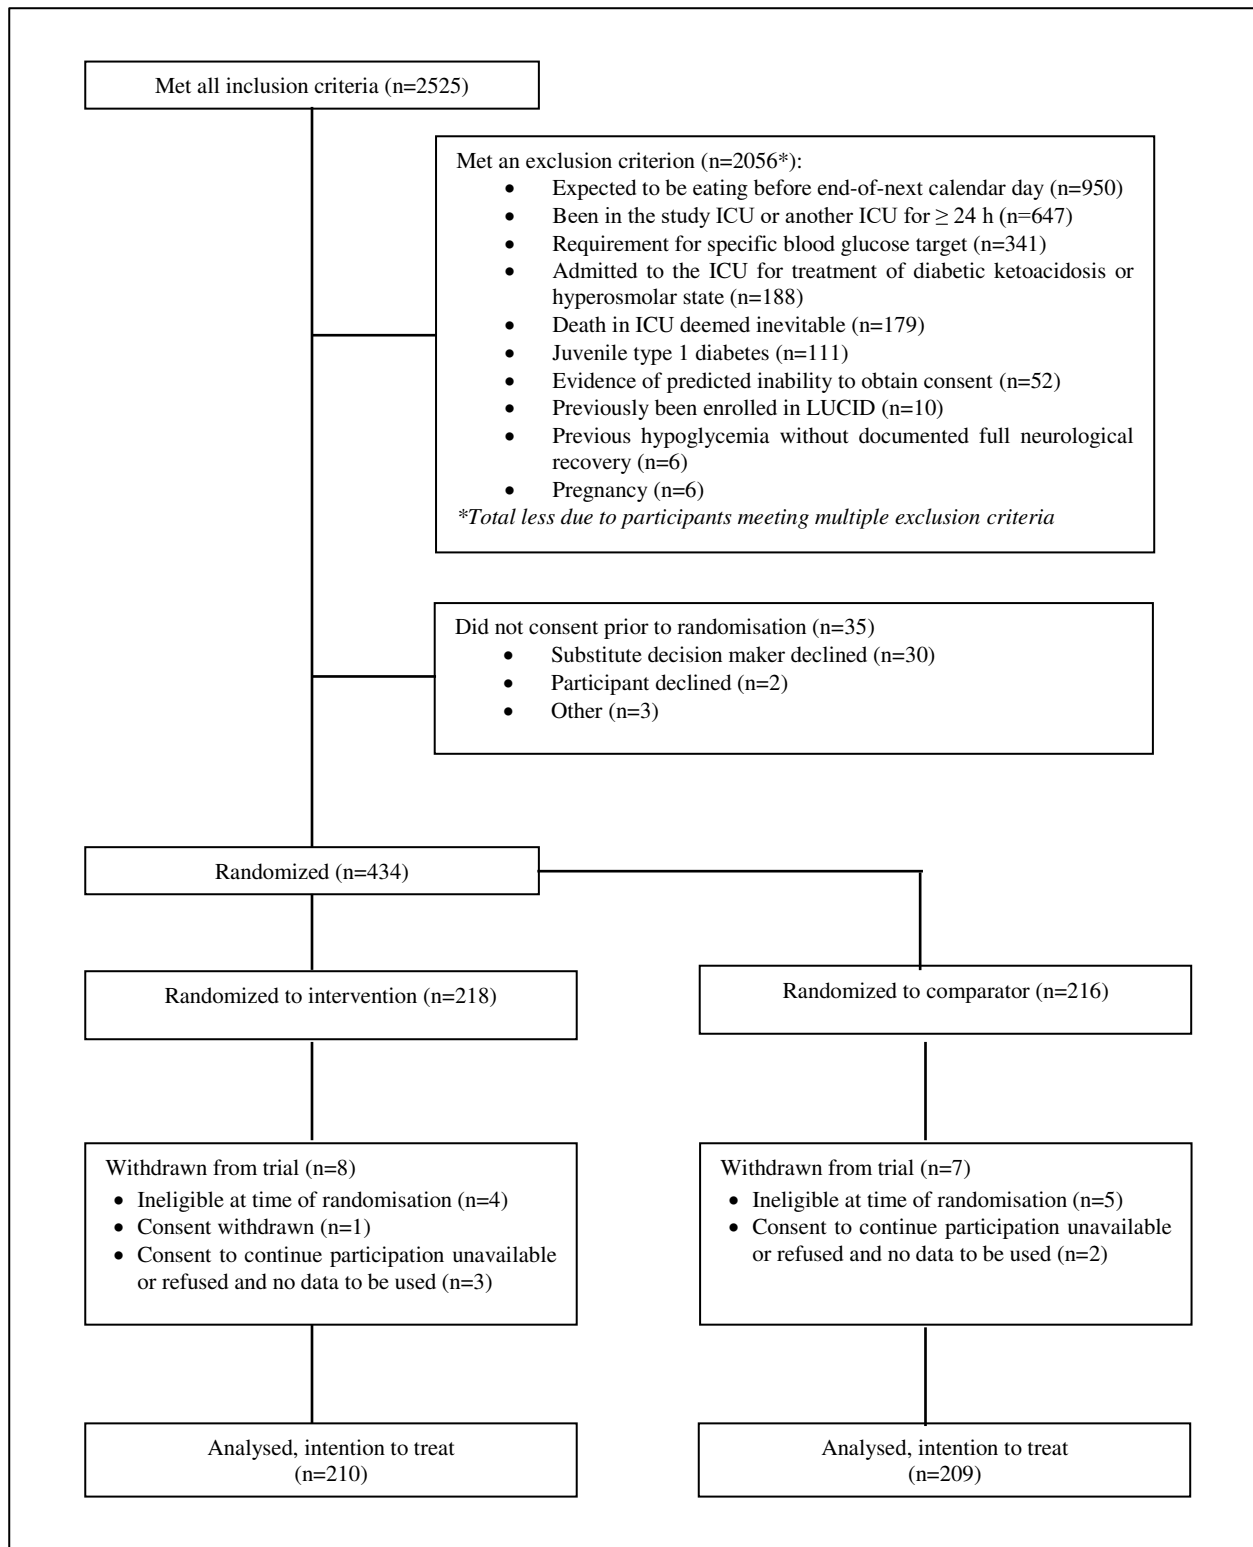 Met all inclusion criteria (n=2525)
Met an exclusion criterion (n=2056*):
• Expected to be eating before end-of-next calendar day (n=950)
• Been in the study ICU or another ICU for ≥ 24 h (n=647)
• Requirement for specific blood glucose target (n=341)
• Admitted to the ICU for treatment of diabetic ketoacidosis or
hyperosmolar state (n=188)
• Death in ICU deemed inevitable (n=179)
• Juvenile type 1 diabetes (n=111)
• Evidence of predicted inability to obtain consent (n=52)
• Previously been enrolled in LUCID (n=10)
• Previous hypoglycemia without documented full neurological
recovery (n=6)
• Pregnancy (n=6)
*Total less due to participants meeting multiple exclusion criteria
Did not consent prior to randomisation (n=35)
• Substitute decision maker declined (n=30)
• Participant declined (n=2)
• Other (n=3)
Randomized (n=434)
Randomized to intervention (n=218)
Randomized to comparator (n=216)
Withdrawn from trial (n=8)
• Ineligible at time of randomisation (n=4)
• Consent withdrawn (n=1)
• Consent to continue participation unavailable
or refused and no data to be used (n=3)
Withdrawn from trial (n=7)
• Ineligible at time of randomisation (n=5)
• Consent to continue participation unavailable
or refused and no data to be used (n=2)
Analysed, intention to treat
(n=210)
Analysed, intention to treat
(n=209)